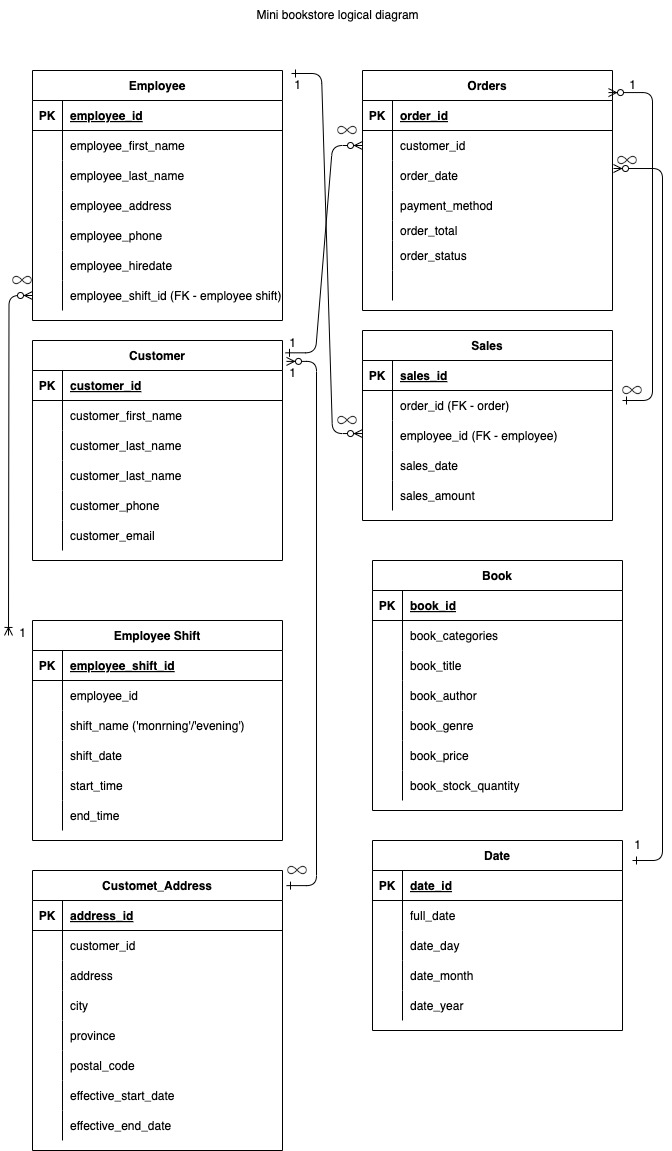 Mini bookstore logical diagram
Employee
PK employee_id
employee_first_name
employee_last_name
employee_address
employee_phone
employee_hiredate
employee_shift_id (FK - employee shift)
Customer
PK customer_id
customer_first_name
customer_last_name
customer_last_name
customer_phone
customer_email
Employee Shift
PK employee_shift_id
employee_id
shift_name ('monrning'/'evening')
shift_date
start_time
end_time
Customet_Address
PK address_id
customer_id
address
city
province
postal_code
effective_start_date
effective_end_date
Orders
PK order_id
customer_id
order_date
payment_method
order_total
order_status
Sales
PK sales_id
order_id (FK - order)
employee_id (FK - employee)
sales_date
sales_amount
Book
PK book_id
book_categories
book_title
book_author
book_genre
book_price
book_stock_quantity
Date
PK date_id
full_date
date_day
date_month
date_year
1
∞
1
∞
∞
1
1
∞
1
∞
∞
1